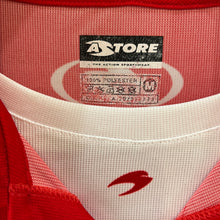 ASTORE
THE ACTION SPORTSWEAR
100% POLYESTER
M